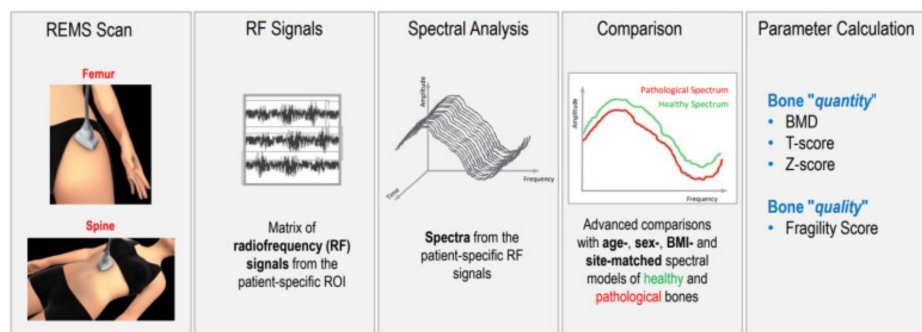 REMS Scan
Femur
Spine
RF Signals
Matrix of
radiofrequency (RF)
signals from the
patient-specific ROI
Spectral Analysis
Amplitude
Time
Frequency
Spectra from the
patient-specific RF
signals
Comparison
Pathological Spectrum
Healthy Spectrum
Amplitude
Frequency
Advanced comparisons
with age-, sex-, BMI- and
site-matched spectral
models of healthy and
pathological bones
Parameter Calculation
Bone "quantity"
• BMD
• T-score
• Z-score
Bone "quality"
• Fragility Score